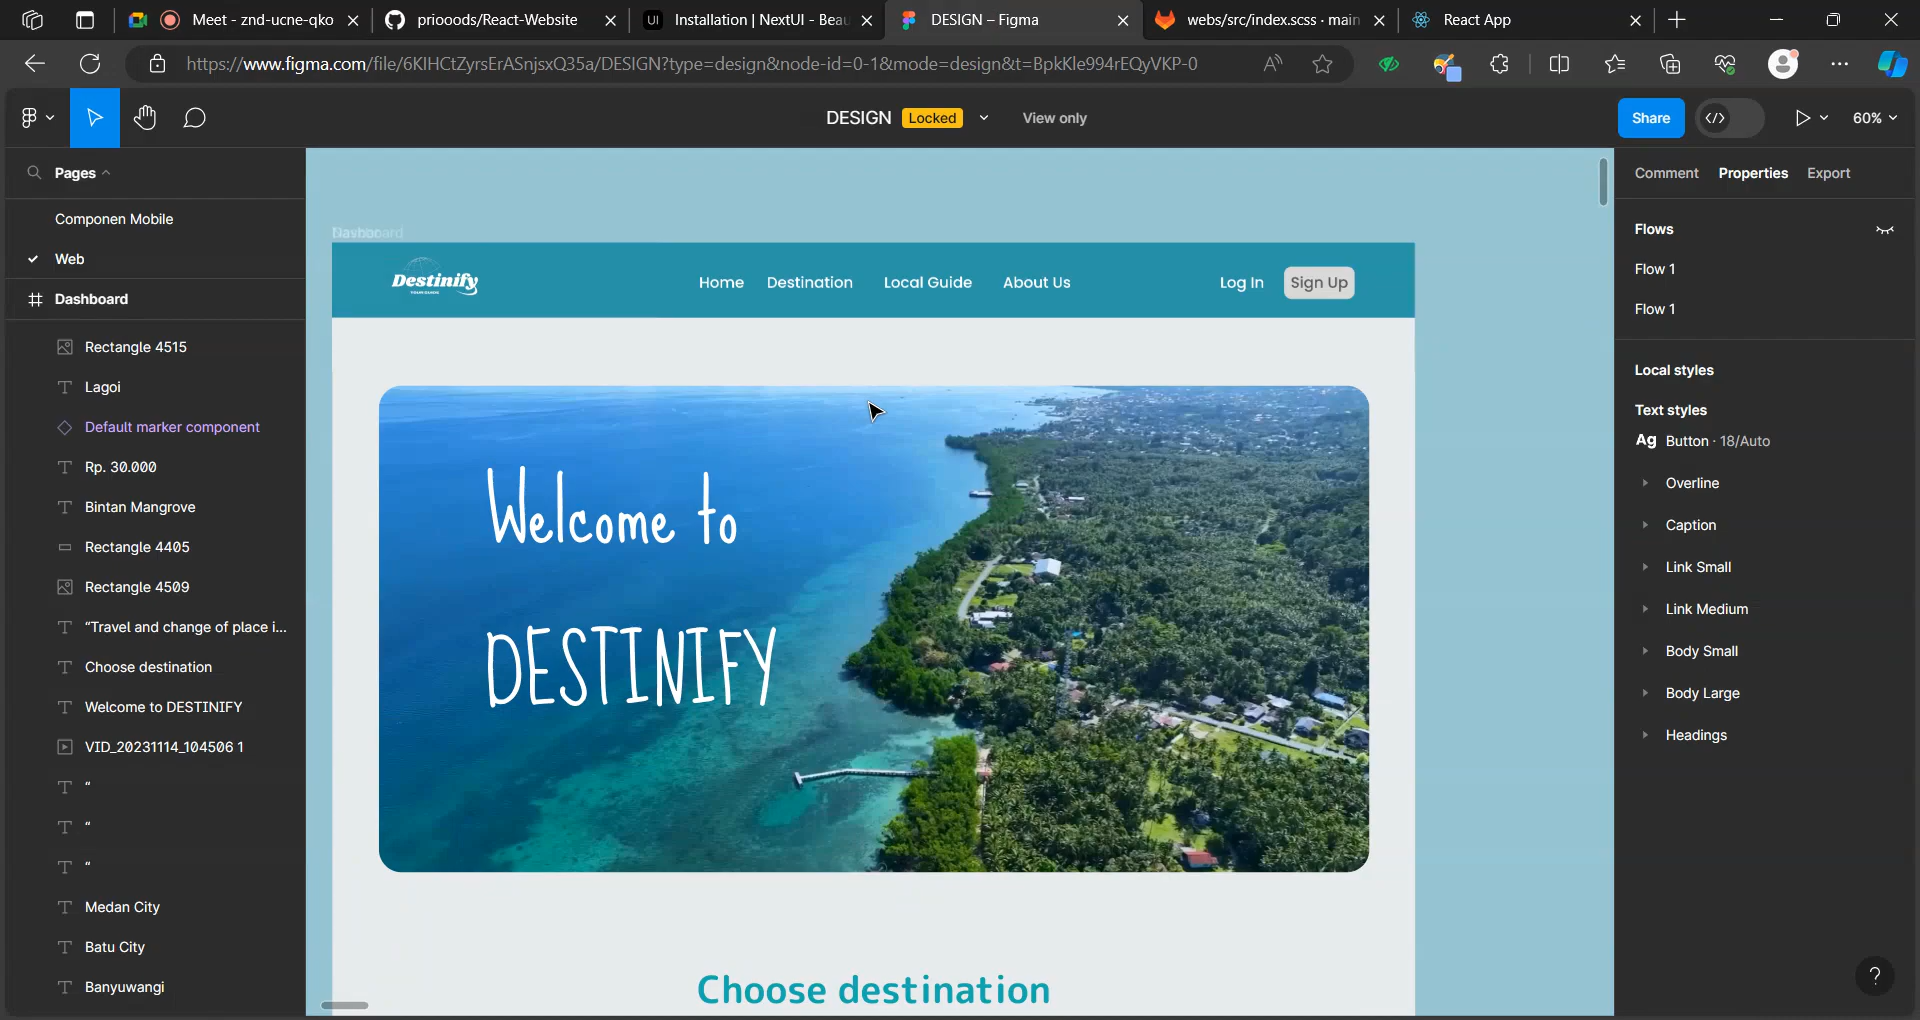 Meet - znd-ucne-qko
priooods/React-Website
UI Installation | NextUI - Beau
DESIGN – Figma
webs/src/index.scss · main
React App
https://www.figma.com/file/6KIHCtZyrsErASnjsxQ35a/DESIGN?type=design&node-id=0-1&mode=design&t=BpkKle994rEQyVKP-0
DESIGN Locked View only
Share
60%
Pages
Componen Mobile
Web
Dashboard
Rectangle 4515
Lagoi
Default marker component
Rp. 30.000
Bintan Mangrove
Rectangle 4405
Rectangle 4509
“Travel and change of place i...
Choose destination
Welcome to DESTINIFY
VID_20231114_104506 1
“
“
“
Medan City
Batu City
Banyuwangi
Destinify
Home Destination Local Guide About Us
Log In Sign Up
Welcome to
DESTINIFY
Choose destination
Comment Properties Export
Flows
Flow 1
Flow 1
Local styles
Text styles
Ag Button · 18/Auto
Overline
Caption
Link Small
Link Medium
Body Small
Body Large
Headings
?